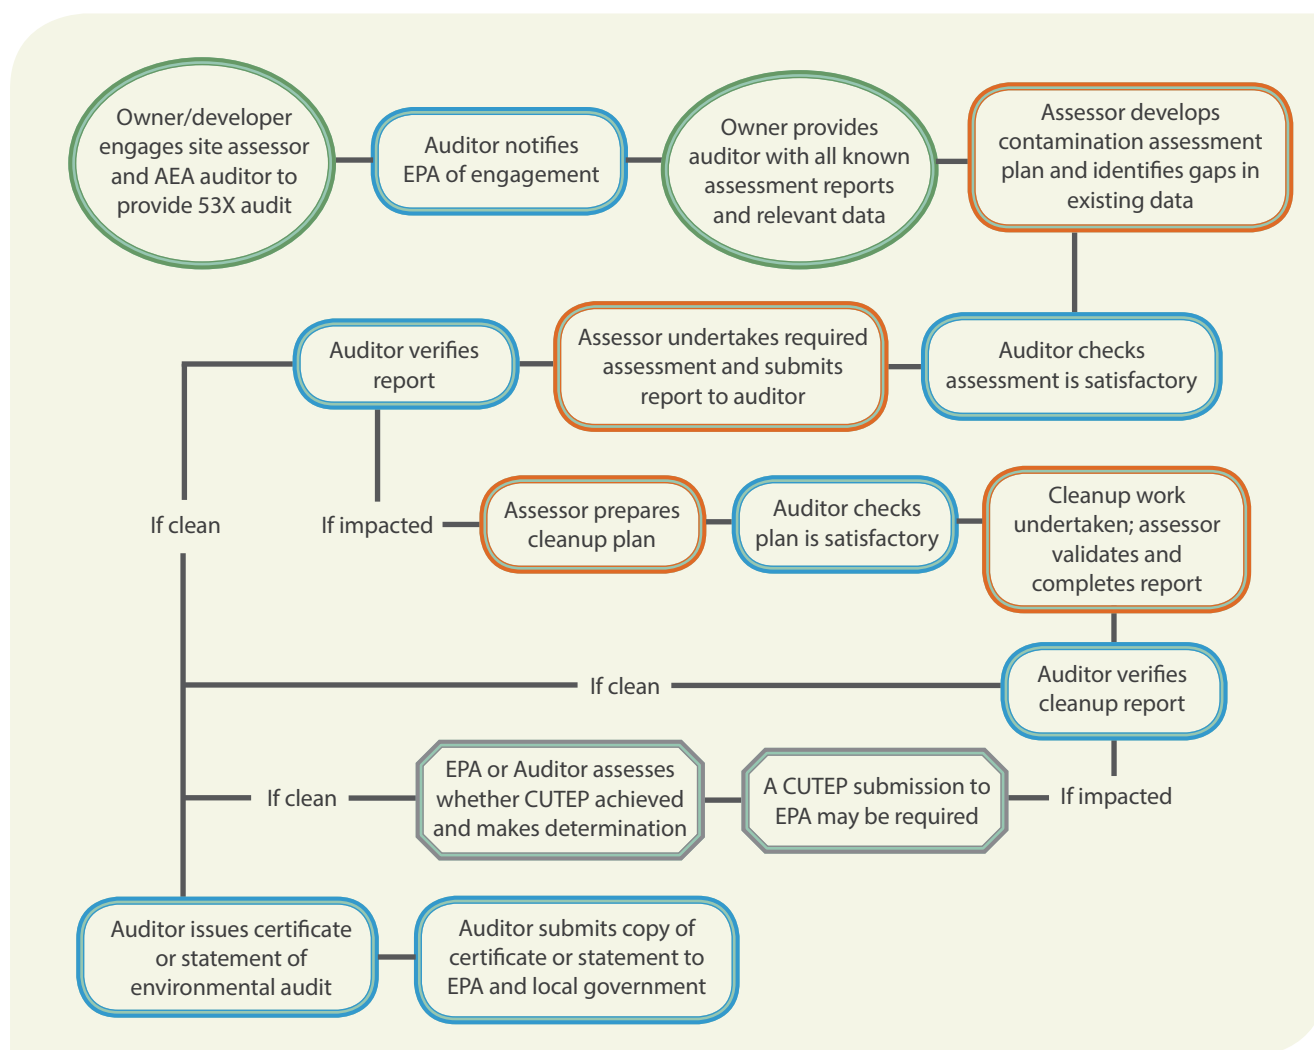 Owner/developer
engages site assessor
and AEA auditor to
provide 53X audit
Auditor notifies
EPA of engagement
Owner provides
auditor with all known
assessment reports
and relevant data
Assessor develops
contamination assessment
plan and identifies gaps in
existing data
Auditor checks
assessment is satisfactory
Assessor undertakes required
assessment and submits
report to auditor
Auditor verifies
report
If clean
If impacted
Assessor prepares
cleanup plan
Auditor checks
plan is satisfactory
Cleanup work
undertaken; assessor
validates and
completes report
Auditor verifies
cleanup report
If clean
If impacted
A CUTEP submission to
EPA may be required
EPA or Auditor assesses
whether CUTEP achieved
and makes determination
If clean
Auditor issues certificate
or statement of
environmental audit
Auditor submits copy of
certificate or statement to
EPA and local government